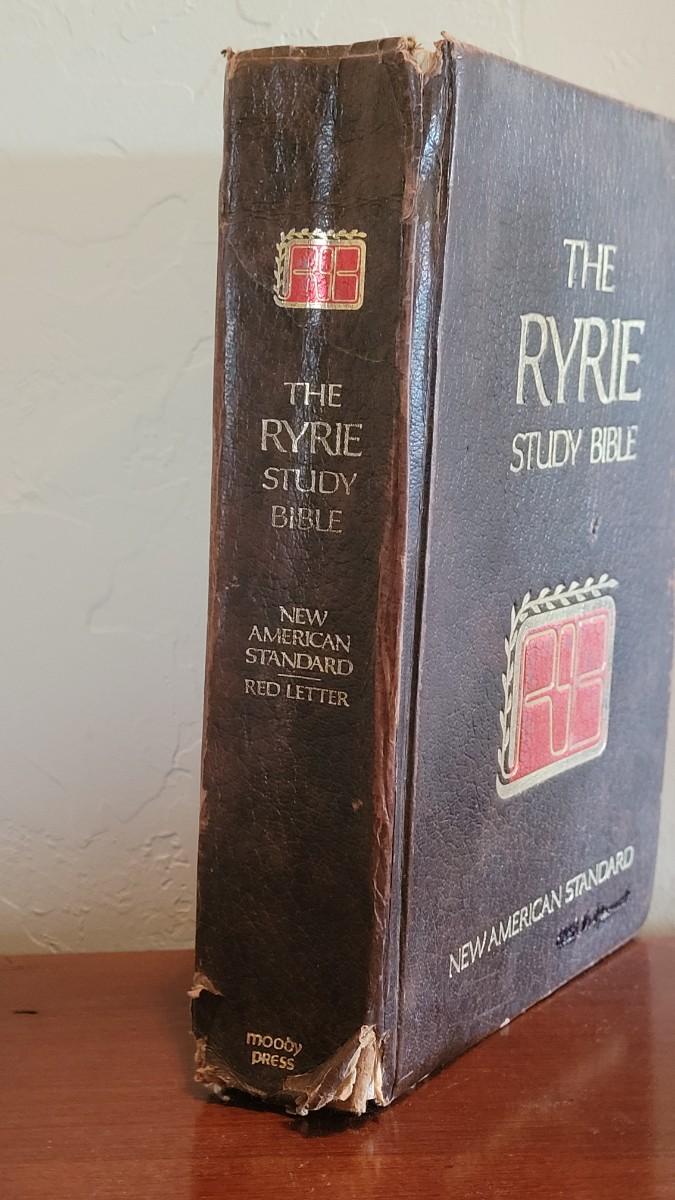 THE
RYRIE
STUDY
BIBLE
NEW
AMERICAN
STANDARD
RED LETTER
moody
PRESS
THE
RYRIE
STUDY BIBLE
NEW AMERICAN STANDARD